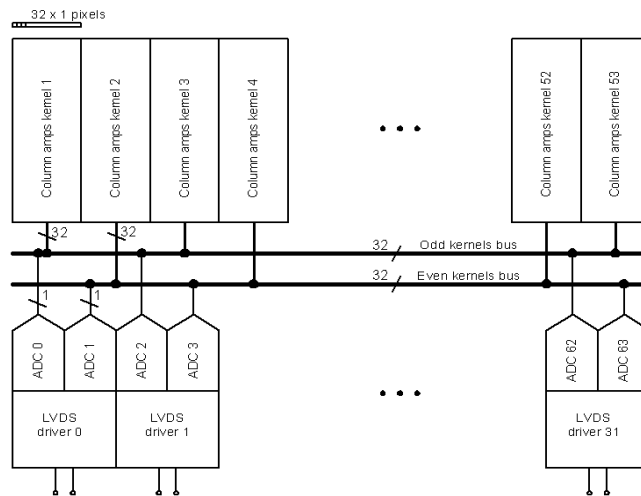 32 x 1 pixels
Column amps kernel 1
Column amps kernel 2
Column amps kernel 3
Column amps kernel 4
Column amps kernel 52
Column amps kernel 53
32
32
32
Odd kernels bus
32
Even kernels bus
1
1
ADC 0
ADC 1
ADC 2
ADC 3
ADC 62
ADC 63
LVDS
driver 0
LVDS
driver 1
LVDS
driver 31